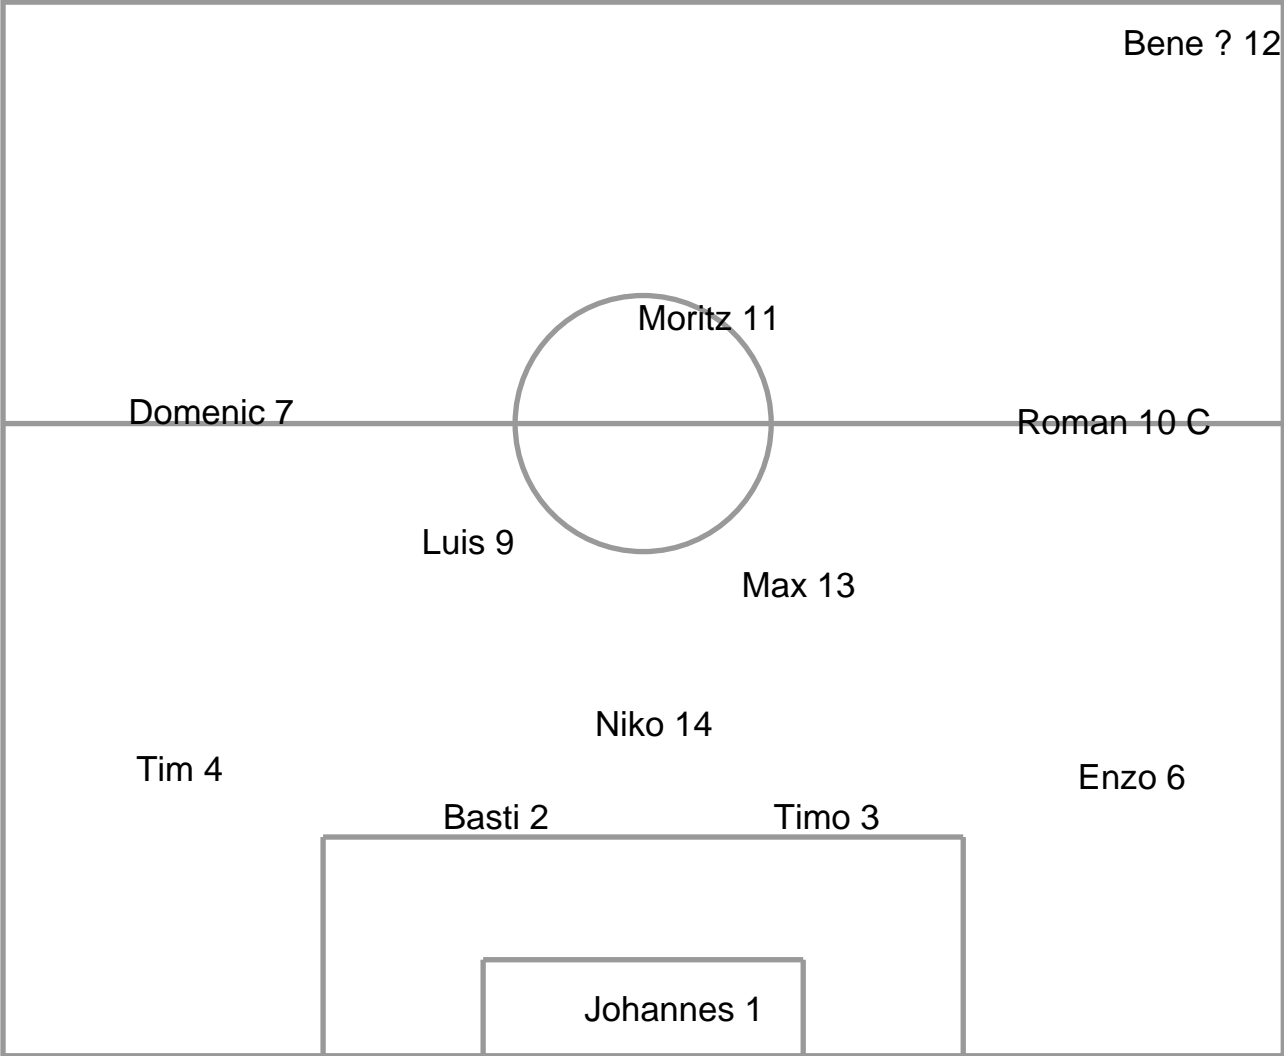 Bene ? 12
Moritz 11
Domenic 7
Roman 10 C
Luis 9
Max 13
Niko 14
Tim 4
Enzo 6
Basti 2
Timo 3
Johannes 1